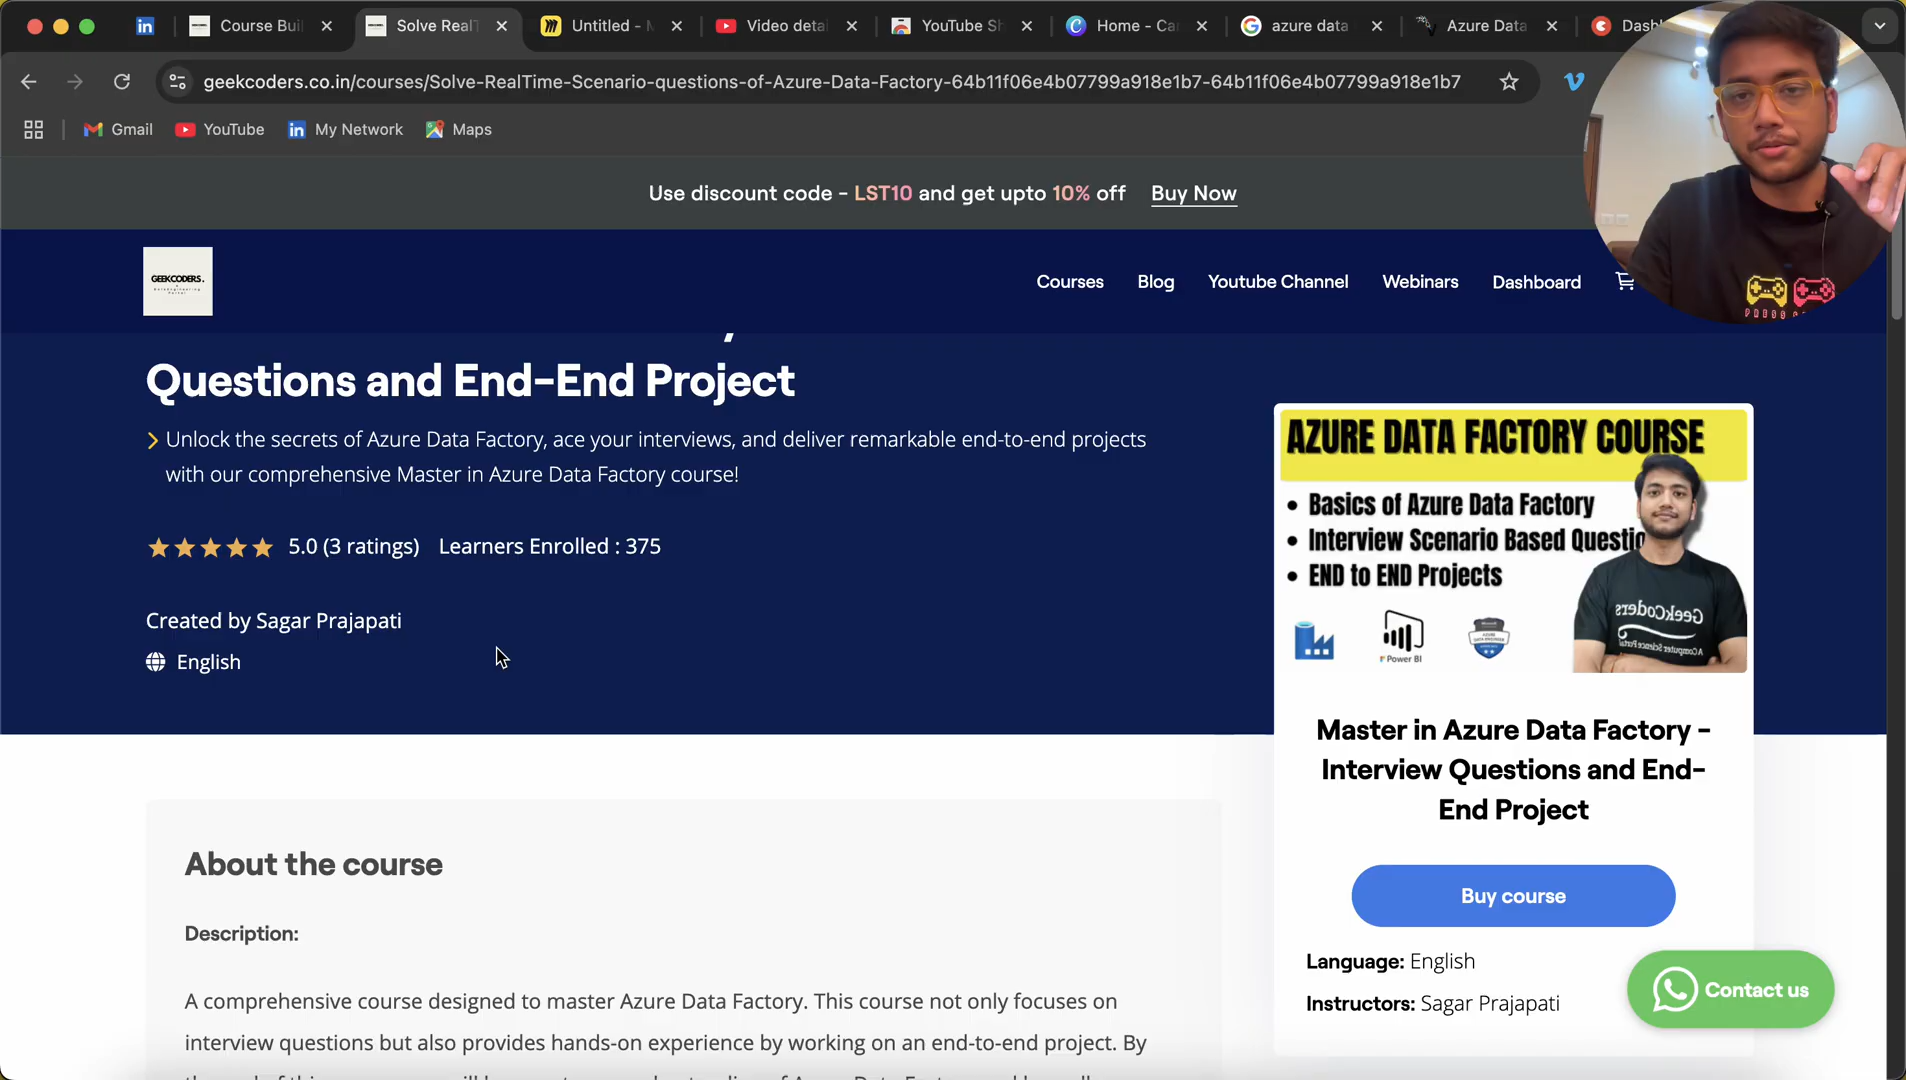 Course Buil
Solve RealT
Untitled - M
Video detai
YouTube Sh
Home - Can
azure data
Azure Data
Dash
geekcoders.co.in/courses/Solve-RealTime-Scenario-questions-of-Azure-Data-Factory-64b11f06e4b07799a918e1b7-64b11f06e4b07799a918e1b7
Gmail
YouTube
My Network
Maps
Use discount code - LST10 and get upto 10% off Buy Now
GEEKCODERS.
Courses
Blog
Youtube Channel
Webinars
Dashboard
Questions and End-End Project
Unlock the secrets of Azure Data Factory, ace your interviews, and deliver remarkable end-to-end projects
with our comprehensive Master in Azure Data Factory course!
5.0 (3 ratings) Learners Enrolled : 375
Created by Sagar Prajapati
English
AZURE DATA FACTORY COURSE
• Basics of Azure Data Factory
• Interview Scenario Based Questio
• END to END Projects
Power BI
GeekCoders
A Computer Science Portal
Master in Azure Data Factory -
Interview Questions and End-
End Project
Buy course
Language: English
Instructors: Sagar Prajapati
Contact us
About the course
Description:
A comprehensive course designed to master Azure Data Factory. This course not only focuses on
interview questions but also provides hands-on experience by working on an end-to-end project. By